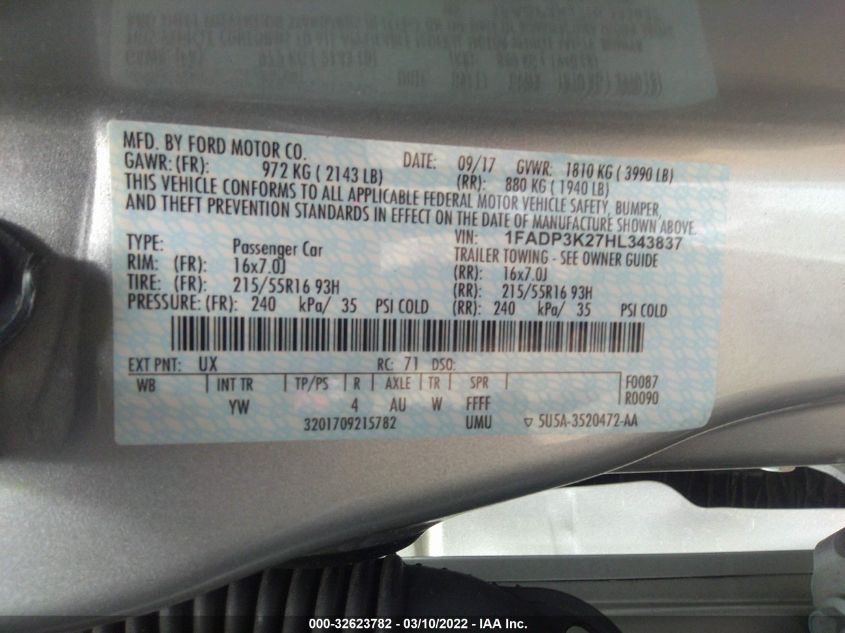 MFD. BY FORD MOTOR CO. DATE: 09/17 GVWR: 1810 KG ( 3990 LB)
GAWR: (FR): 972 KG ( 2143 LB) (RR): 880 KG ( 1940 LB)
THIS VEHICLE CONFORMS TO ALL APPLICABLE FEDERAL MOTOR VEHICLE SAFETY, BUMPER,
AND THEFT PREVENTION STANDARDS IN EFFECT ON THE DATE OF MANUFACTURE SHOWN ABOVE.
VIN: 1FADP3K27HL343837
TYPE: Passenger Car TRAILER TOWING - SEE OWNER GUIDE
RIM: (FR): 16x7.0J (RR): 16x7.0J
TIRE: (FR): 215/55R16 93H (RR): 215/55R16 93H
PRESSURE: (FR): 240 kPa/ 35 PSI COLD (RR): 240 kPa/ 35 PSI COLD
EXT PNT: UX RC: 71 DSO:
WB INT TR TP/PS R AXLE TR SPR F0087
R0090
YW 4 AU W FFFF
3201709215782 UMU ▽ 5U5A-3520472-AA
000-32623782 - 03/10/2022 - IAA Inc.